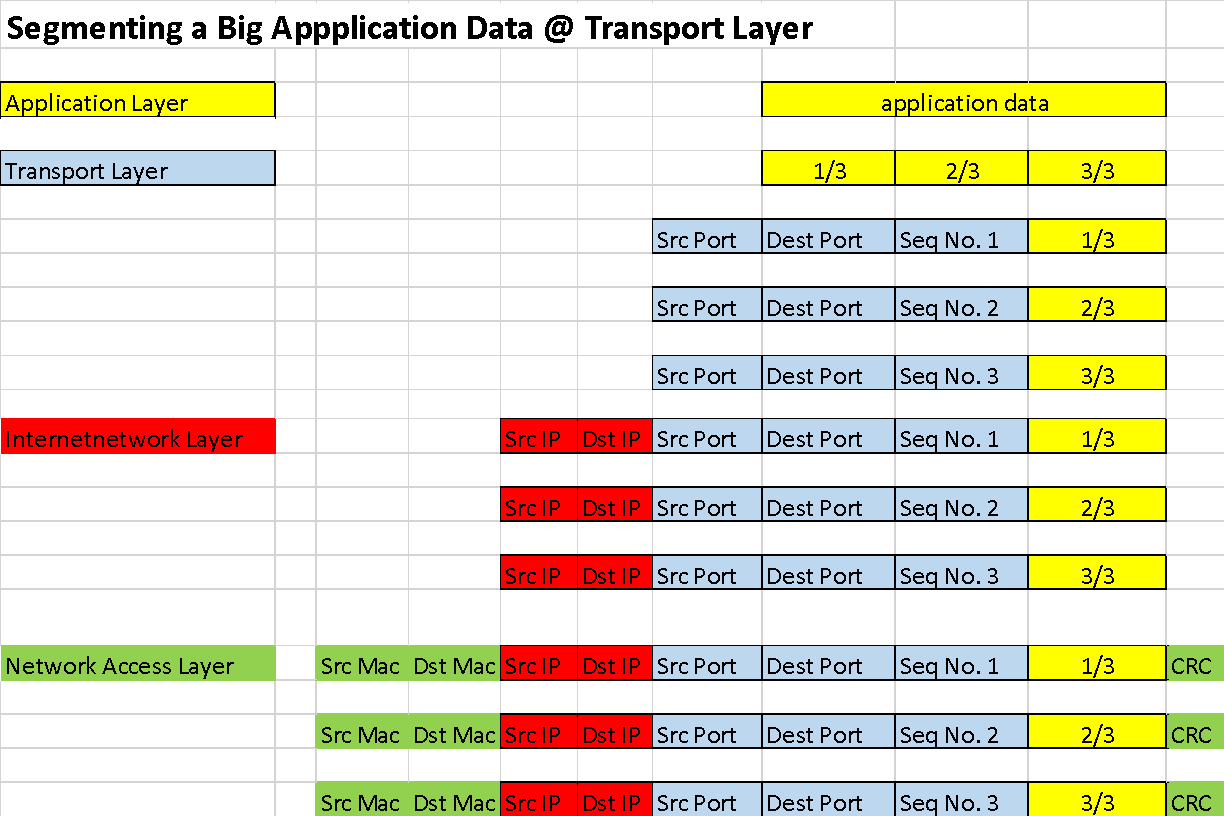 Segmenting a Big Appplication Data @ Transport Layer
Application Layer application data
Transport Layer 1/3 2/3 3/3
Src Port Dest Port Seq No. 1 1/3
Src Port Dest Port Seq No. 2 2/3
Src Port Dest Port Seq No. 3 3/3
Internetnetwork Layer Src IP Dst IP Src Port Dest Port Seq No. 1 1/3
Src IP Dst IP Src Port Dest Port Seq No. 2 2/3
Src IP Dst IP Src Port Dest Port Seq No. 3 3/3
Network Access Layer Src Mac Dst Mac Src IP Dst IP Src Port Dest Port Seq No. 1 1/3 CRC
Src Mac Dst Mac Src IP Dst IP Src Port Dest Port Seq No. 2 2/3 CRC
Src Mac Dst Mac Src IP Dst IP Src Port Dest Port Seq No. 3 3/3 CRC